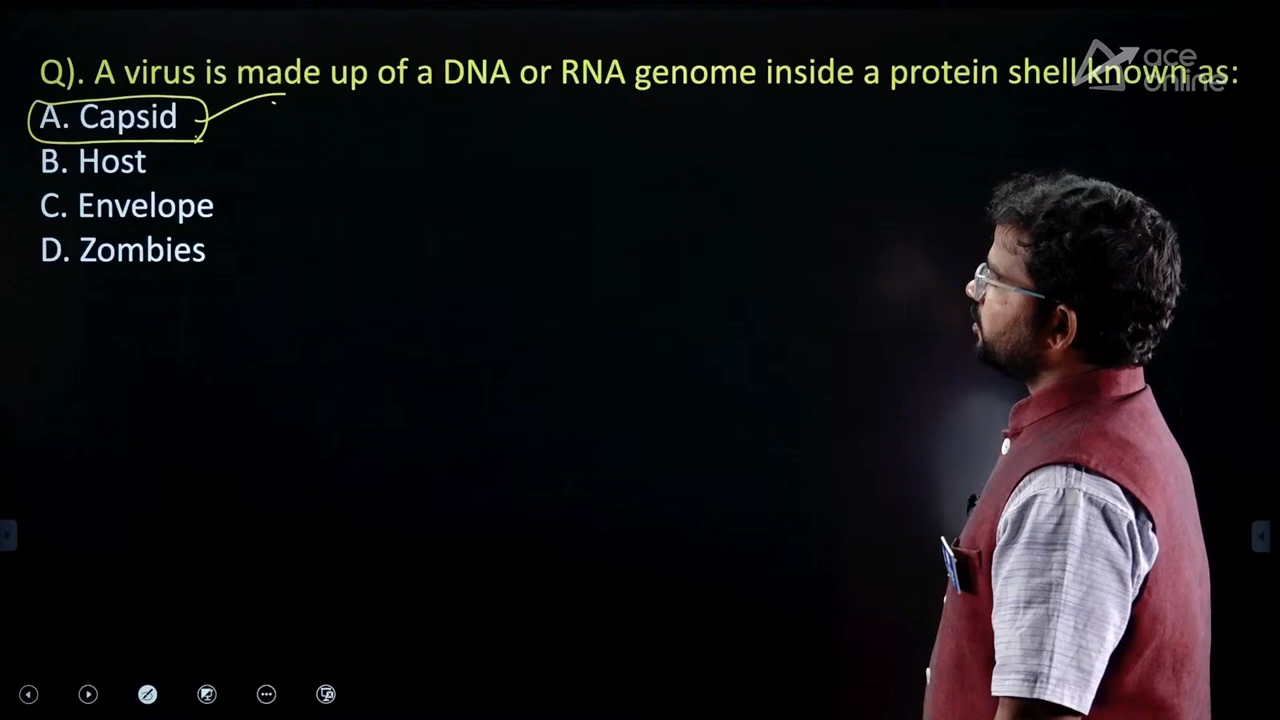 Q). A virus is made up of a DNA or RNA genome inside a protein shell known as:
A. Capsid
B. Host
C. Envelope
D. Zombies
ace
online